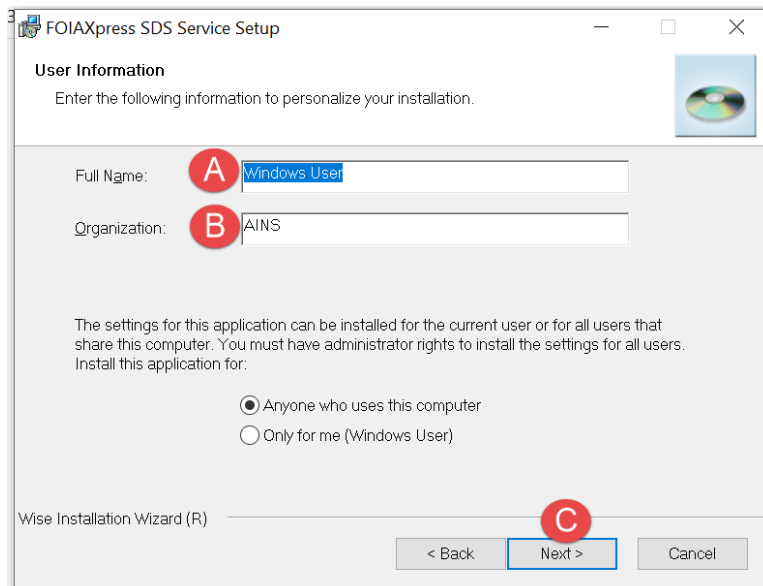 3
FOIAXpress SDS Service Setup
User Information
Enter the following information to personalize your installation.
Full Name:
A
Windows User
Organization:
B
AINS
The settings for this application can be installed for the current user or for all users that
share this computer. You must have administrator rights to install the settings for all users.
Install this application for:
Anyone who uses this computer
Only for me (Windows User)
Wise Installation Wizard (R)
C
< Back
Next >
Cancel